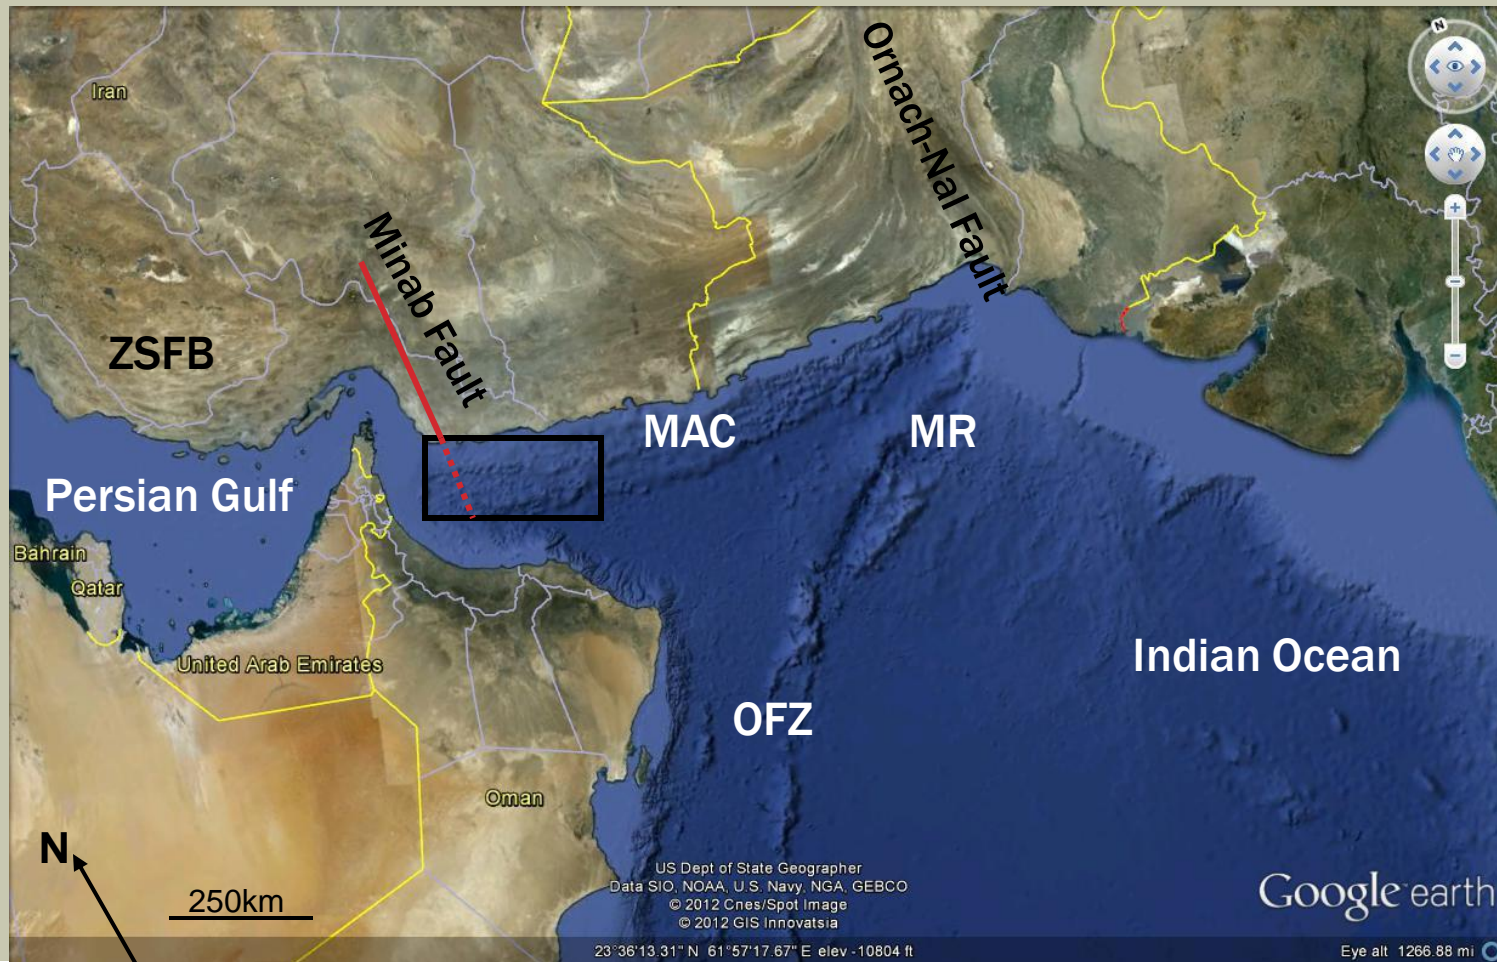 N
Ornach-Nal Fault
Iran
Minab Fault
ZSFB
MAC
MR
Persian Gulf
Bahrain
Qatar
United Arab Emirates
Indian Ocean
OFZ
Oman
N
250km
US Dept of State Geographer
Data SIO, NOAA, U.S. Navy, NGA, GEBCO
© 2012 Cnes/Spot Image
© 2012 GIS Innovatsia
Google earth
23°36'13.31" N 61°57'17.67" E elev -10804 ft
Eye alt 1266.88 mi